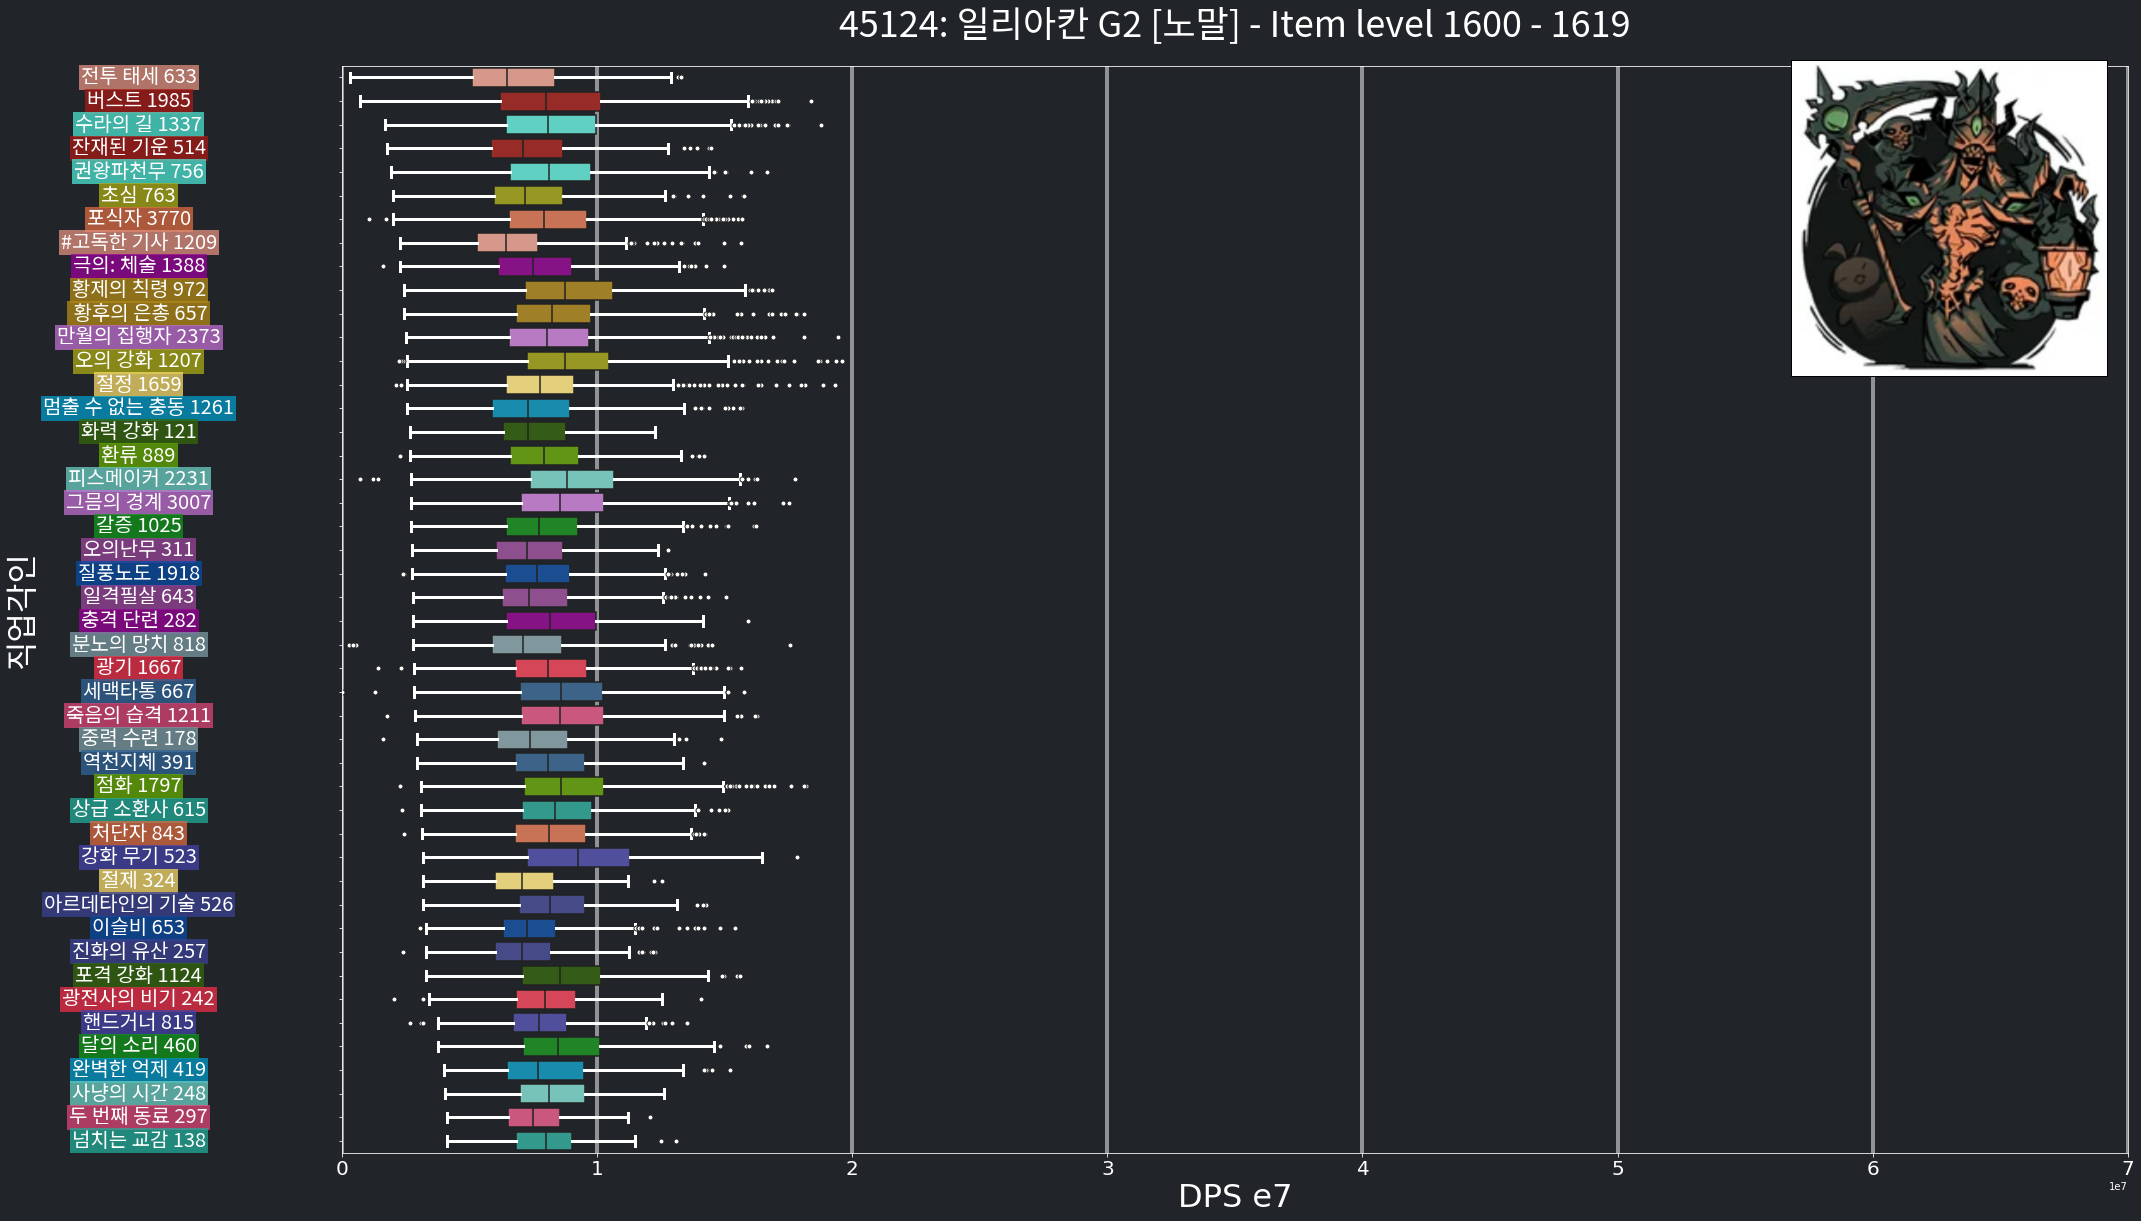 45124: 일리아칸 G2 [노말] - Item level 1600 - 1619
직업각인
전투 태세 633
버스트 1985
수라의 길 1337
잔재된 기운 514
권왕파천무 756
초심 763
포식자 3770
#고독한 기사 1209
극의: 체술 1388
황제의 칙령 972
황후의 은총 657
만월의 집행자 2373
오의 강화 1207
절정 1659
멈출 수 없는 충동 1261
화력 강화 121
환류 889
피스메이커 2231
그믐의 경계 3007
갈증 1025
오의난무 311
질풍노도 1918
일격필살 643
충격 단련 282
분노의 망치 818
광기 1667
세맥타통 667
죽음의 습격 1211
중력 수련 178
역천지체 391
점화 1797
상급 소환사 615
처단자 843
강화 무기 523
절제 324
아르데타인의 기술 526
이슬비 653
진화의 유산 257
포격 강화 1124
광전사의 비기 242
핸드거너 815
달의 소리 460
완벽한 억제 419
사냥의 시간 248
두 번째 동료 297
넘치는 교감 138
0 1 2 3 4 5 6 7
DPS e7
1e7